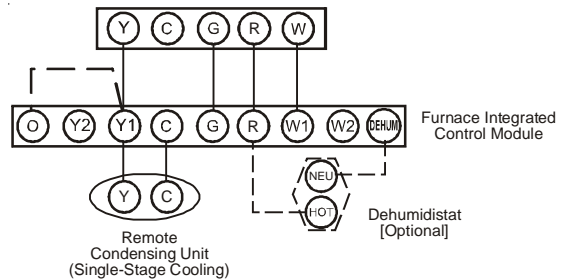 Y C G R W
O Y2 Y1 C G R W1 W2 DEHUM
Furnace Integrated
Control Module
Y C
NEU
HOT
Dehumidistat
[Optional]
Remote
Condensing Unit
(Single-Stage Cooling)